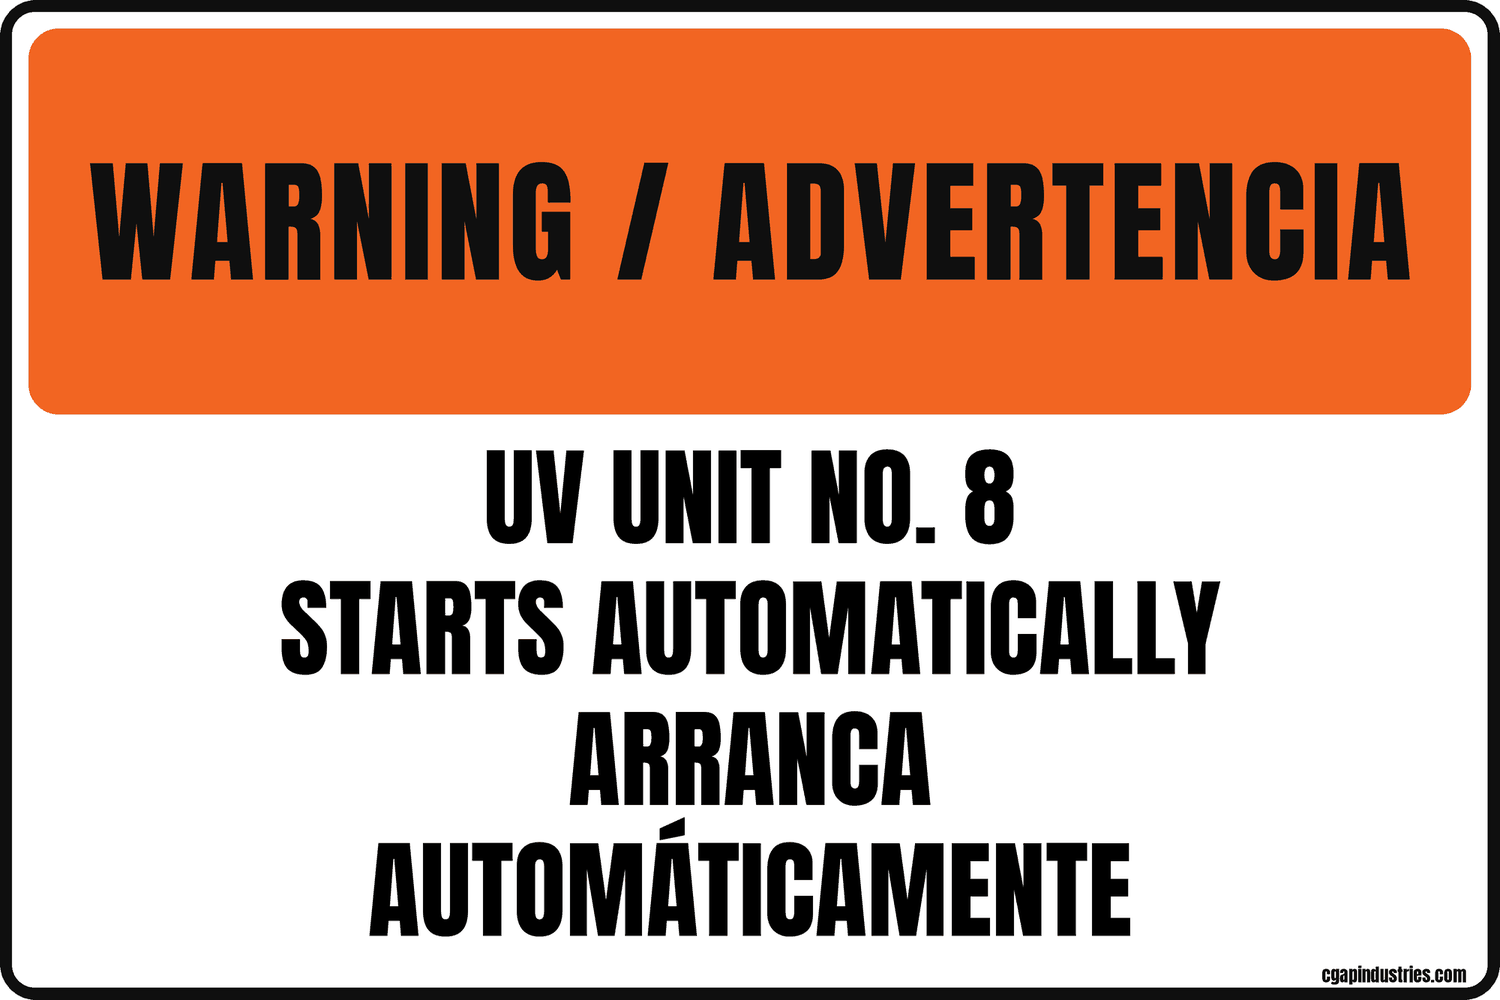 WARNING / ADVERTENCIA
UV UNIT NO. 8
STARTS AUTOMATICALLY
ARRANCA
AUTOMÁTICAMENTE
cgapindustries.com